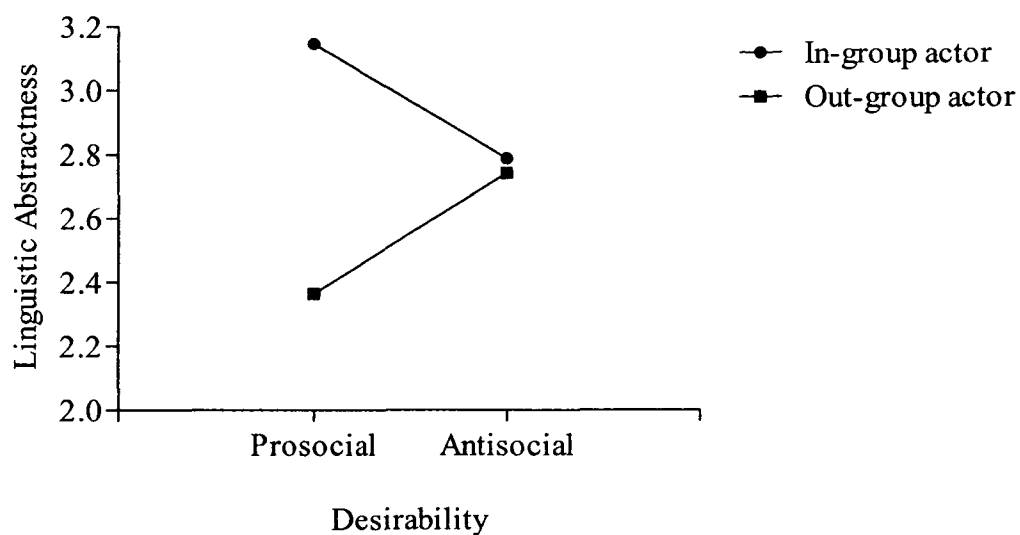 3.2
3.0
2.8
2.6
2.4
2.2
2.0
Linguistic Abstractness
Prosocial Antisocial
Desirability
In-group actor
Out-group actor